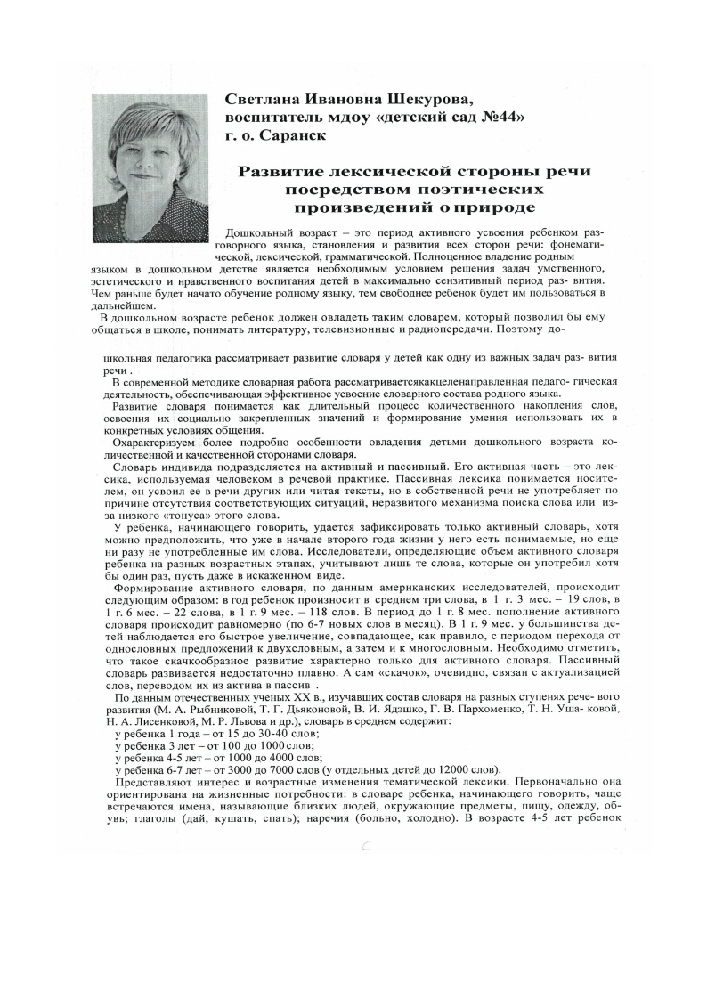 Светлана Ивановна Шекурова,
воспитатель мдоу «детский сад №44»
г. о. Саранск
Развитие лексической стороны речи
посредством поэтических
произведений о природе
Дошкольный возраст – это период активного усвоения ребенком раз-
говорного языка, становления и развития всех сторон речи: фонемати-
ческой, лексической, грамматической. Полноценное владение родным
языком в дошкольном детстве является необходимым условием решения задач умственного,
эстетического и нравственного воспитания детей в максимально сензитивный период раз- вития.
Чем раньше будет начато обучение родному языку, тем свободнее ребенок будет им пользоваться в
дальнейшем.
В дошкольном возрасте ребенок должен овладеть таким словарем, который позволил бы ему
общаться в школе, понимать литературу, телевизионные и радиопередачи. Поэтому до-
школьная педагогика рассматривает развитие словаря у детей как одну из важных задач раз- вития
речи .
В современной методике словарная работа рассматриваетсякакцеленаправленная педаго- гическая
деятельность, обеспечивающая эффективное усвоение словарного состава родного языка.
Развитие словаря понимается как длительный процесс количественного накопления слов,
освоения их социально закрепленных значений и формирование умения использовать их в
конкретных условиях общения.
Охарактеризуем более подробно особенности овладения детьми дошкольного возраста ко-
личественной и качественной сторонами словаря.
Словарь индивида подразделяется на активный и пассивный. Его активная часть – это лек-
сика, используемая человеком в речевой практике. Пассивная лексика понимается носите-
лем, он усвоил ее в речи других или читая тексты, но в собственной речи не употребляет по
причине отсутствия соответствующих ситуаций, неразвитого механизма поиска слова или из-
за низкого «тонуса» этого слова.
У ребенка, начинающего говорить, удается зафиксировать только активный словарь, хотя
можно предположить, что уже в начале второго года жизни у него есть понимаемые, но еще
ни разу не употребленные им слова. Исследователи, определяющие объем активного словаря
ребенка на разных возрастных этапах, учитывают лишь те слова, которые он употребил хотя
бы один раз, пусть даже в искаженном виде.
Формирование активного словаря, по данным американских исследователей, происходит
следующим образом: в год ребенок произносит в среднем три слова, в 1 г. 3 мес. – 19 слов, в
1 г. 6 мес. – 22 слова, в 1 г. 9 мес. – 118 слов. В период до 1 г. 8 мес. пополнение активного
словаря происходит равномерно (по 6-7 новых слов в месяц). В 1 г. 9 мес. у большинства де-
тей наблюдается его быстрое увеличение, совпадающее, как правило, с периодом перехода от
однословных предложений к двухсловным, а затем и к многословным. Необходимо отметить,
что такое скачкообразное развитие характерно только для активного словаря. Пассивный
словарь развивается недостаточно плавно. А сам «скачок», очевидно, связан с актуализацией
слов, переводом их из актива в пассив .
По данным отечественных ученых XX в., изучавших состав словаря на разных ступенях рече- вого
развития (М. А. Рыбниковой, Т. Г. Дьяконовой, В. И. Ядэшко, Г. В. Пархоменко, Т. Н. Уша- ковой,
Н. А. Лисенковой, М. Р. Львова и др.), словарь в среднем содержит:
у ребенка 1 года – от 15 до 30-40 слов;
у ребенка 3 лет – от 100 до 1000 слов;
у ребенка 4-5 лет – от 1000 до 4000 слов;
у ребенка 6-7 лет – от 3000 до 7000 слов (у отдельных детей до 12000 слов).
Представляют интерес и возрастные изменения тематической лексики. Первоначально она
ориентирована на жизненные потребности: в словаре ребенка, начинающего говорить, чаще
встречаются имена, называющие близких людей, окружающие предметы, пищу, одежду, об-
увь; глаголы (дай, кушать, спать); наречия (больно, холодно). В возрасте 4-5 лет ребенок